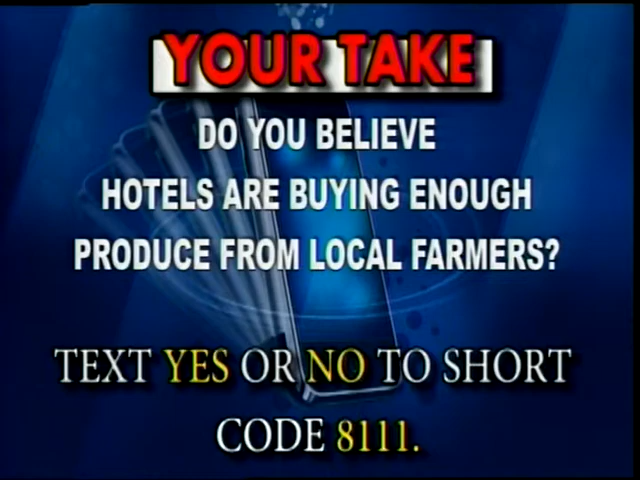 YOUR TAKE
DO YOU BELIEVE
HOTELS ARE BUYING ENOUGH
PRODUCE FROM LOCAL FARMERS?
TEXT YES OR NO TO SHORT
CODE 8111.